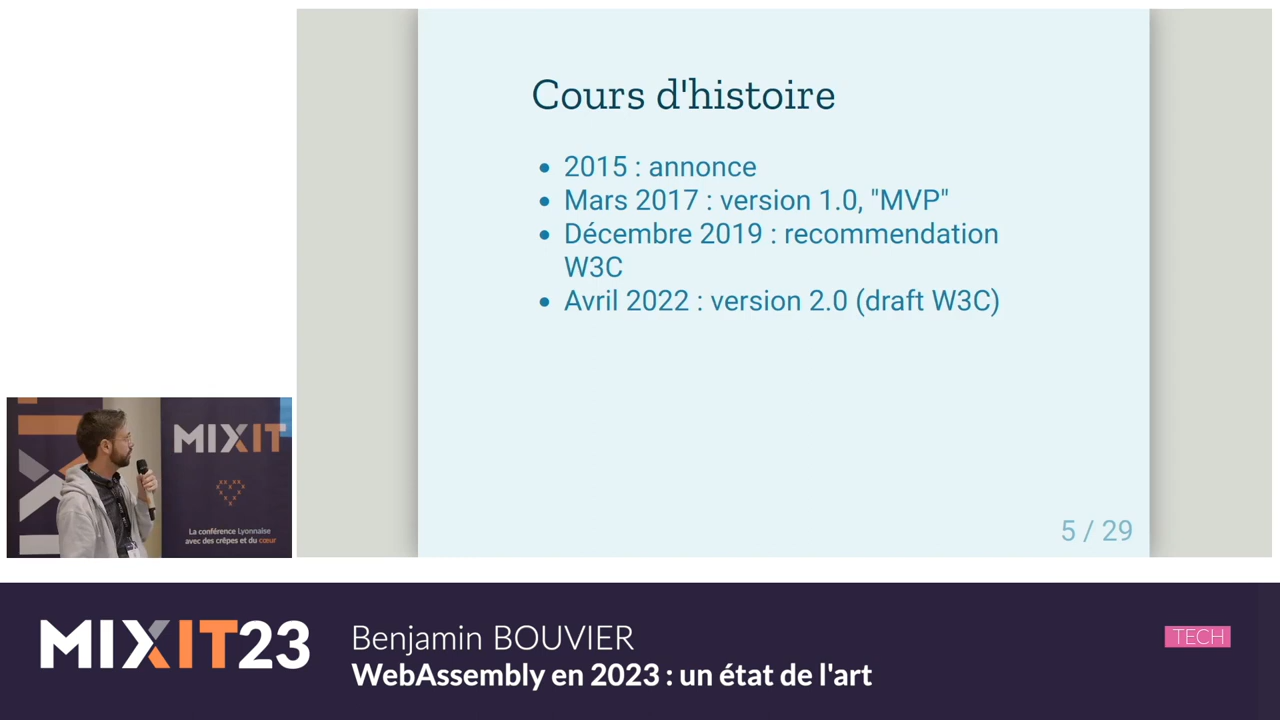 Cours d'histoire
2015 : annonce
Mars 2017 : version 1.0, "MVP"
Décembre 2019 : recommendation
W3C
Avril 2022 : version 2.0 (draft W3C)
5 / 29
MIXIT
La conférence Lyonnaise
avec des crêpes et du cœur
MIXIT23
Benjamin BOUVIER
WebAssembly en 2023 : un état de l'art
TECH